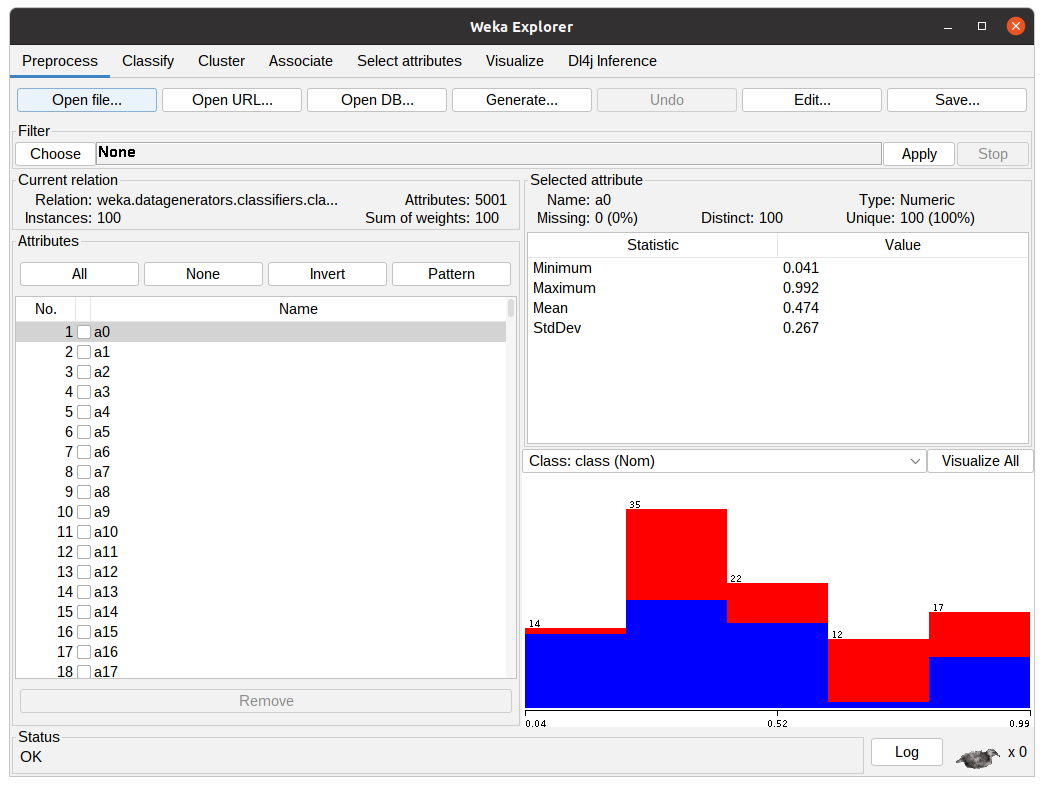 Weka Explorer
Preprocess Classify Cluster Associate Select attributes Visualize Dl4j Inference
Open file... Open URL... Open DB... Generate... Undo Edit... Save...
Filter
Choose None Apply Stop
Current relation
Relation: weka.datagenerators.classifiers.cla... Attributes: 5001
Instances: 100 Sum of weights: 100
Attributes
All None Invert Pattern
No. Name
1 a0
2 a1
3 a2
4 a3
5 a4
6 a5
7 a6
8 a7
9 a8
10 a9
11 a10
12 a11
13 a12
14 a13
15 a14
16 a15
17 a16
18 a17
Remove
Selected attribute
Name: a0 Type: Numeric
Missing: 0 (0%) Distinct: 100 Unique: 100 (100%)
Statistic Value
Minimum 0.041
Maximum 0.992
Mean 0.474
StdDev 0.267
Class: class (Nom) Visualize All
35
22
17
14
12
0.04 0.52 0.99
Status
OK
Log x 0